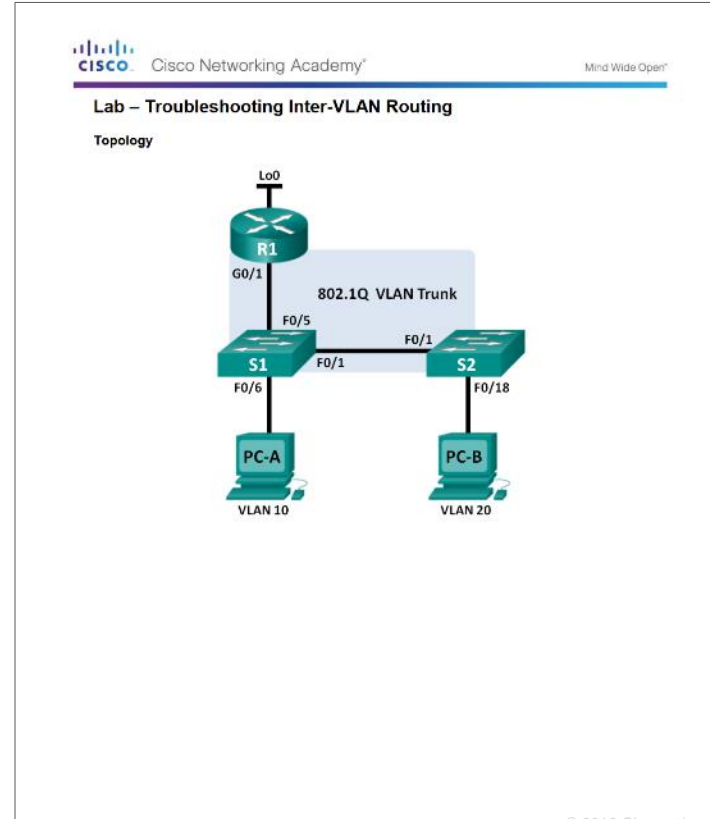 CISCO. Cisco Networking Academy® Mind Wide Open®
Lab – Troubleshooting Inter-VLAN Routing
Topology
Lo0
R1
G0/1
802.1Q VLAN Trunk
F0/5
F0/1
S1
F0/1
S2
F0/6
F0/18
PC-A
PC-B
VLAN 10
VLAN 20